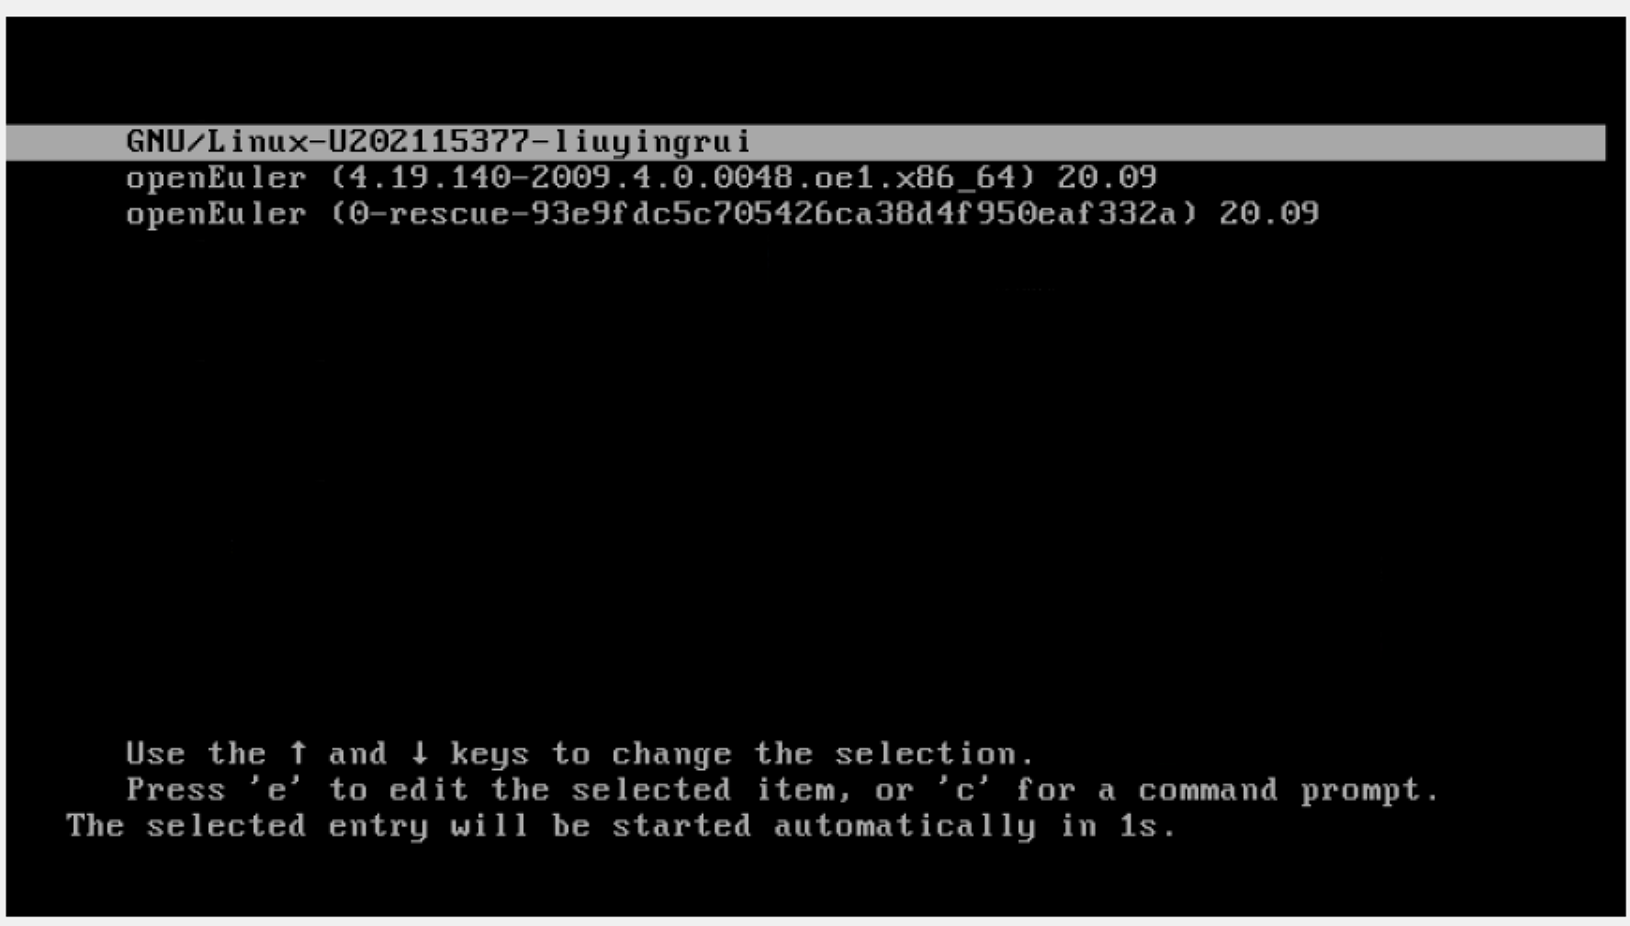 GNU/Linux-U202115377-liuyingrui
openEuler (4.19.140-2009.4.0.0048.oe1.x86_64) 20.09
openEuler (0-rescue-93e9fdc5c705426ca38d4f950eaf332a) 20.09
Use the ↑ and ↓ keys to change the selection.
Press 'e' to edit the selected item, or 'c' for a command prompt.
The selected entry will be started automatically in 1s.